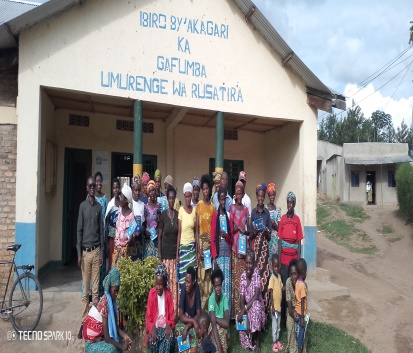 IBIRO BY'AKAGARI
KA
GAFUMBA
UMURENGE WA RUSATIRA
TECNO SPARK 10